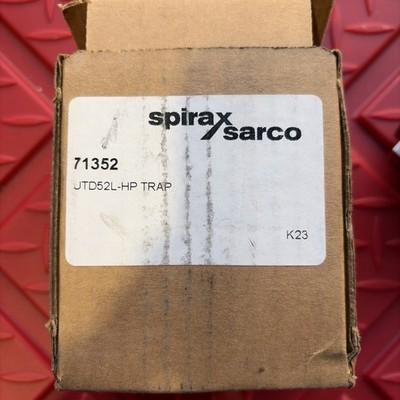 spirax
sarco
71352
UTD52L-HP TRAP
K23